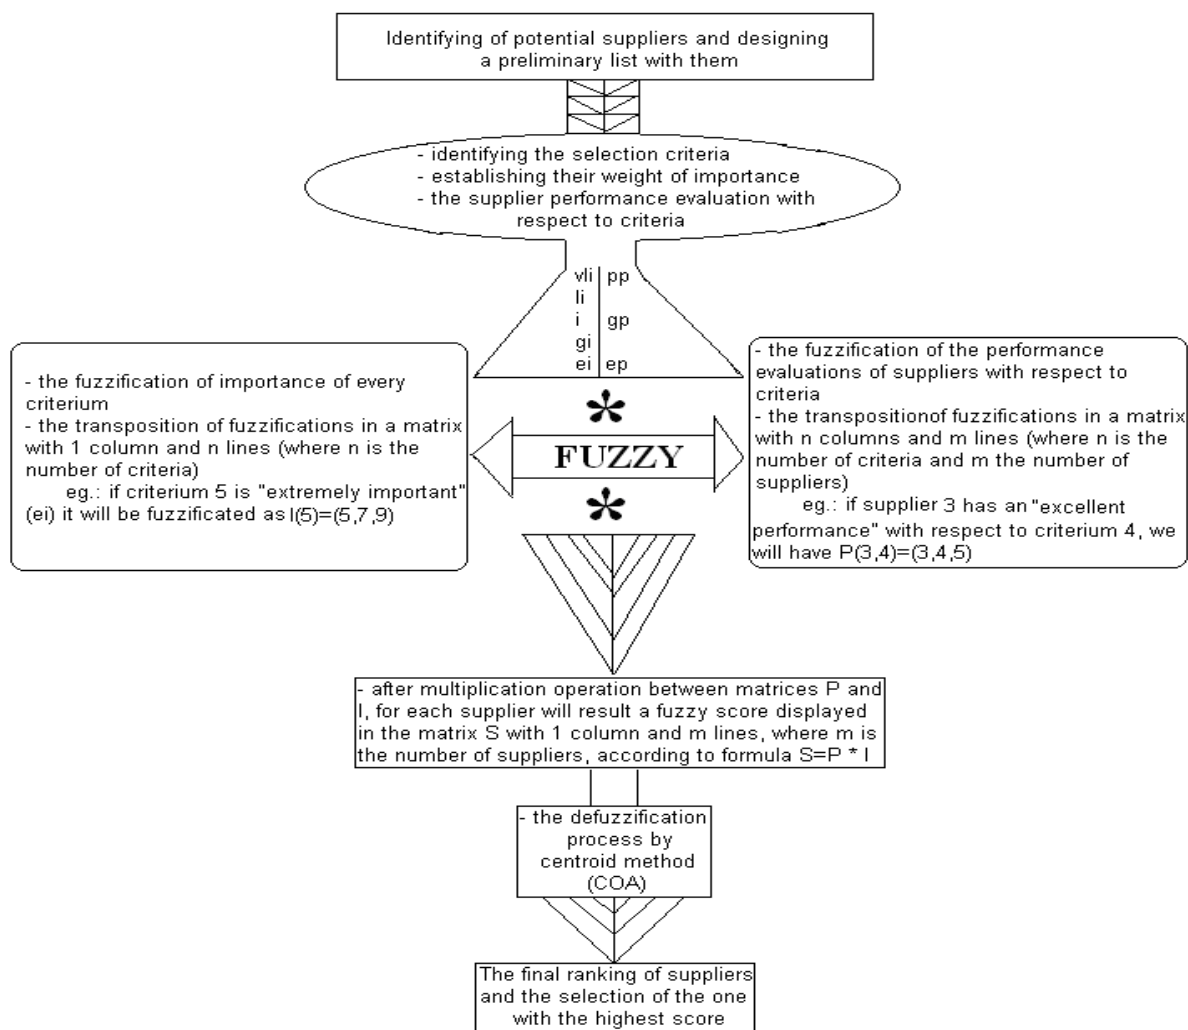 Identifying of potential suppliers and designing
a preliminary list with them
- identifying the selection criteria
- establishing their weight of importance
- the supplier performance evaluation with
respect to criteria
vli pp
li
i gp
gi
ei ep
- the fuzzification of importance of every
criterium
- the transposition of fuzzifications in a matrix
with 1 column and n lines (where n is the
number of criteria)
eg.: if criterium 5 is "extremely important"
(ei) it will be fuzzificated as I(5)=(5,7,9)
*
FUZZY
*
- the fuzzification of the performance
evaluations of suppliers with respect to
criteria
- the transpositionof fuzzifications in a matrix
with n columns and m lines (where n is the
number of criteria and m the number of
suppliers)
eg.: if supplier 3 has an "excellent
performance" with respect to criterium 4, we
will have P(3,4)=(3,4,5)
- after multiplication operation between matrices P and
I, for each supplier will result a fuzzy score displayed
in the matrix S with 1 column and m lines, where m is
the number of suppliers, according to formula S=P * I
- the defuzzification
process by
centroid method
(COA)
The final ranking of suppliers
and the selection of the one
with the highest score